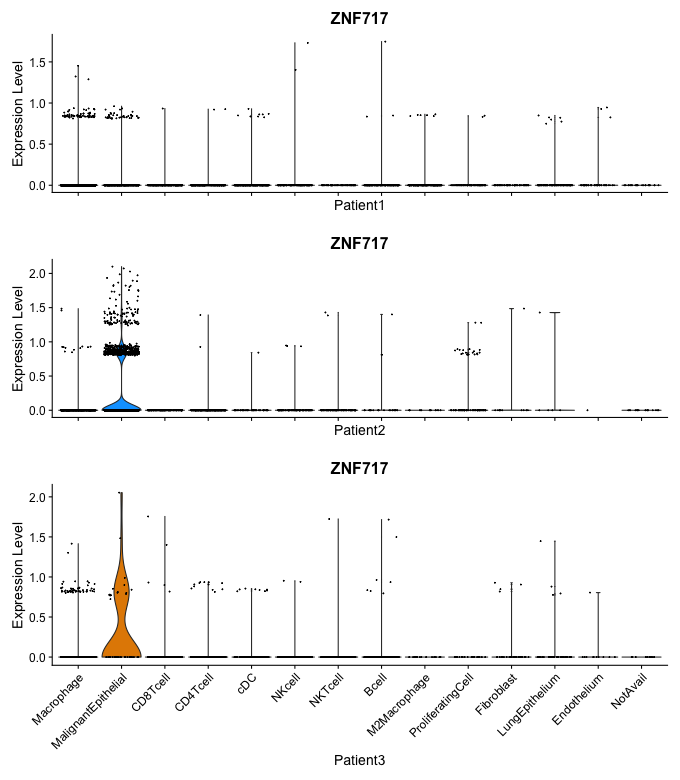 ZNF717
1.5
1.0
0.5
0.0
Expression Level
Patient1
ZNF717
2.0
1.5
1.0
0.5
0.0
Expression Level
Patient2
ZNF717
2.0
1.5
1.0
0.5
0.0
Expression Level
Macrophage
MalignantEpithelial
CD8Tcell
CD4Tcell
cDC
NKcell
NKTcell
Bcell
M2Macrophage
ProliferatingCell
Fibroblast
LungEpithelium
Endothelium
NotAvail
Patient3